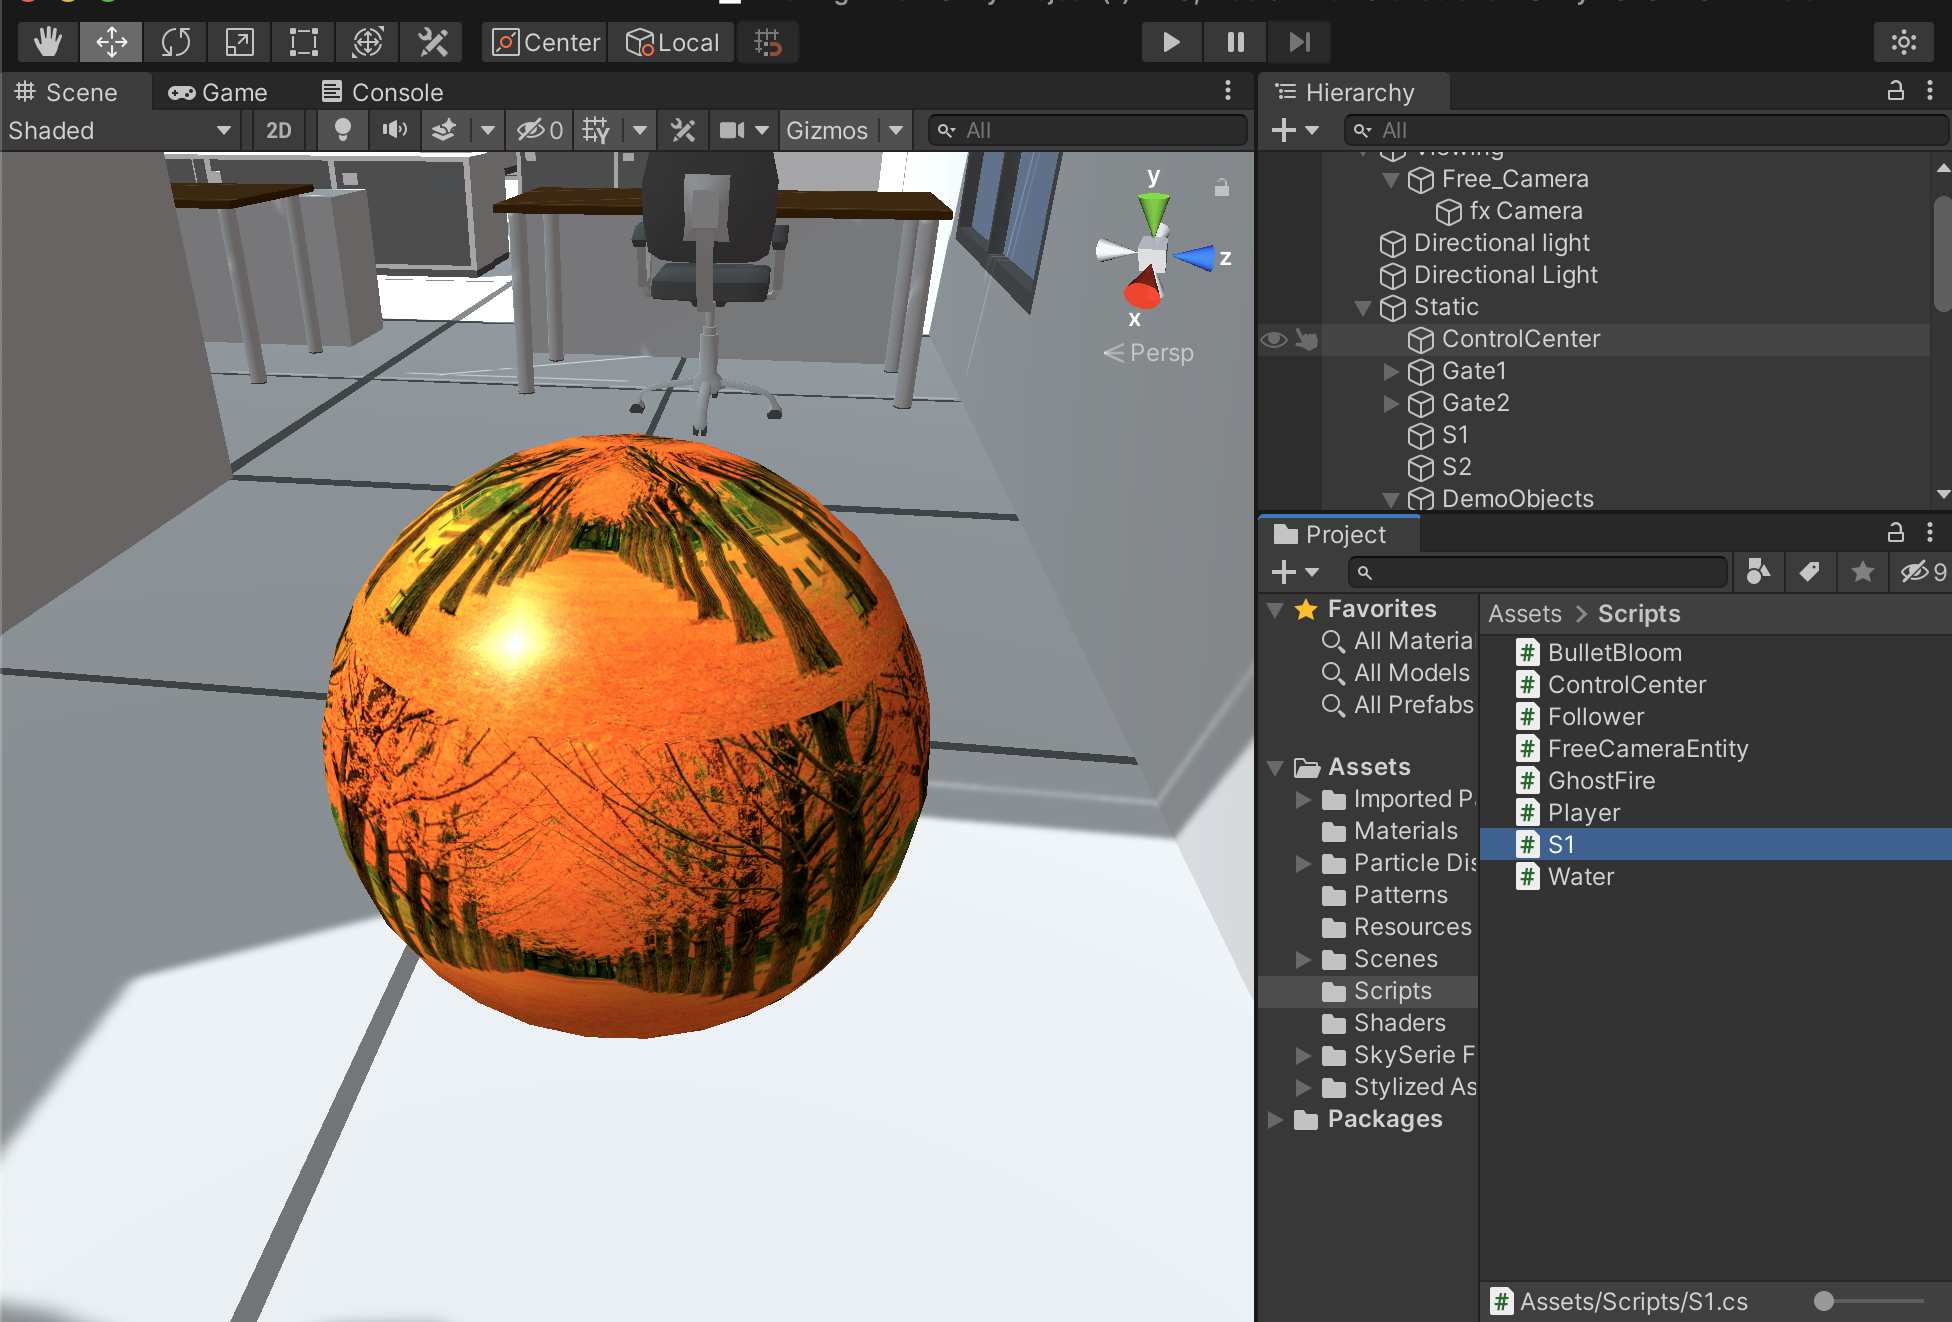 Center
Local
Scene
Game
Console
Shaded
2D
0
Gizmos
All
y
z
x
Persp
Hierarchy
All
Viewing
Free_Camera
fx Camera
Directional light
Directional Light
Static
ControlCenter
Gate1
Gate2
S1
S2
DemoObjects
Project
9
Favorites
All Materia
All Models
All Prefabs
Assets
Imported P
Materials
Particle Dis
Patterns
Resources
Scenes
Scripts
Shaders
SkySerie F
Stylized As
Packages
Assets > Scripts
BulletBloom
ControlCenter
Follower
FreeCameraEntity
GhostFire
Player
S1
Water
Assets/Scripts/S1.cs